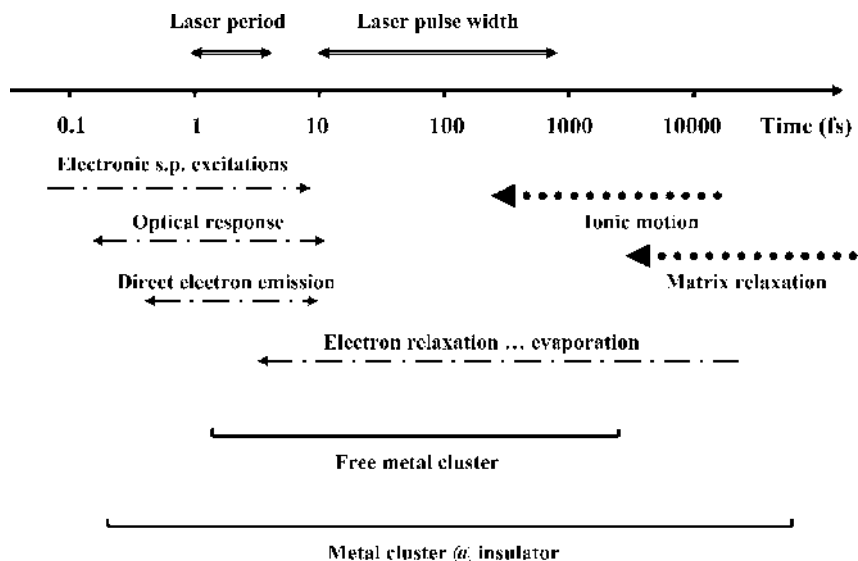 Laser period
Laser pulse width
0.1 1 10 100 1000 10000 Time (fs)
Electronic s.p. excitations
Optical response
Ionic motion
Direct electron emission
Matrix relaxation
Electron relaxation … evaporation
Free metal cluster
Metal cluster @ insulator